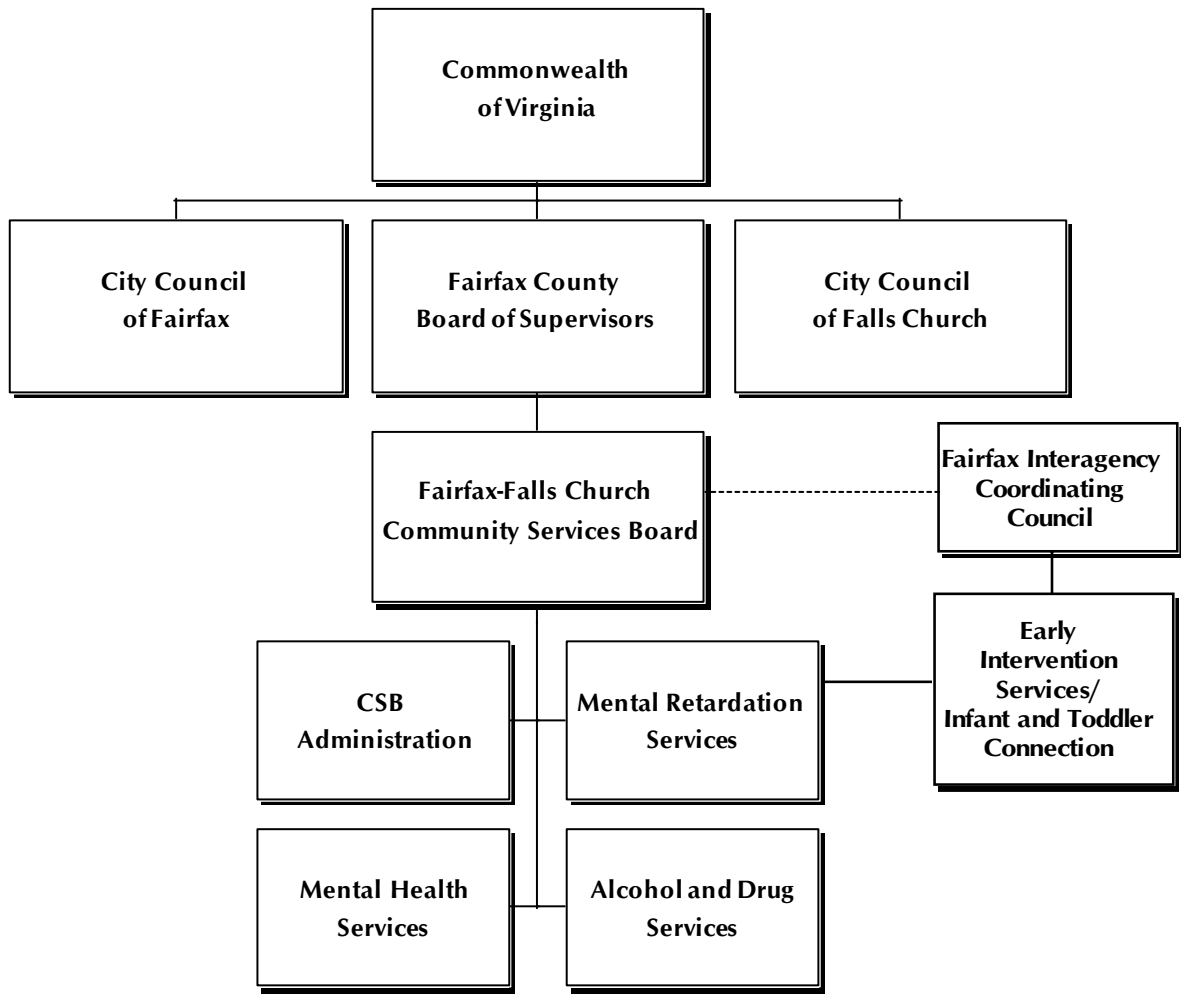 Commonwealth
of Virginia
City Council
of Fairfax
Fairfax County
Board of Supervisors
City Council
of Falls Church
Fairfax-Falls Church
Community Services Board
Fairfax Interagency
Coordinating
Council
Early
Intervention
Services/
Infant and Toddler
Connection
CSB
Administration
Mental Retardation
Services
Mental Health
Services
Alcohol and Drug
Services